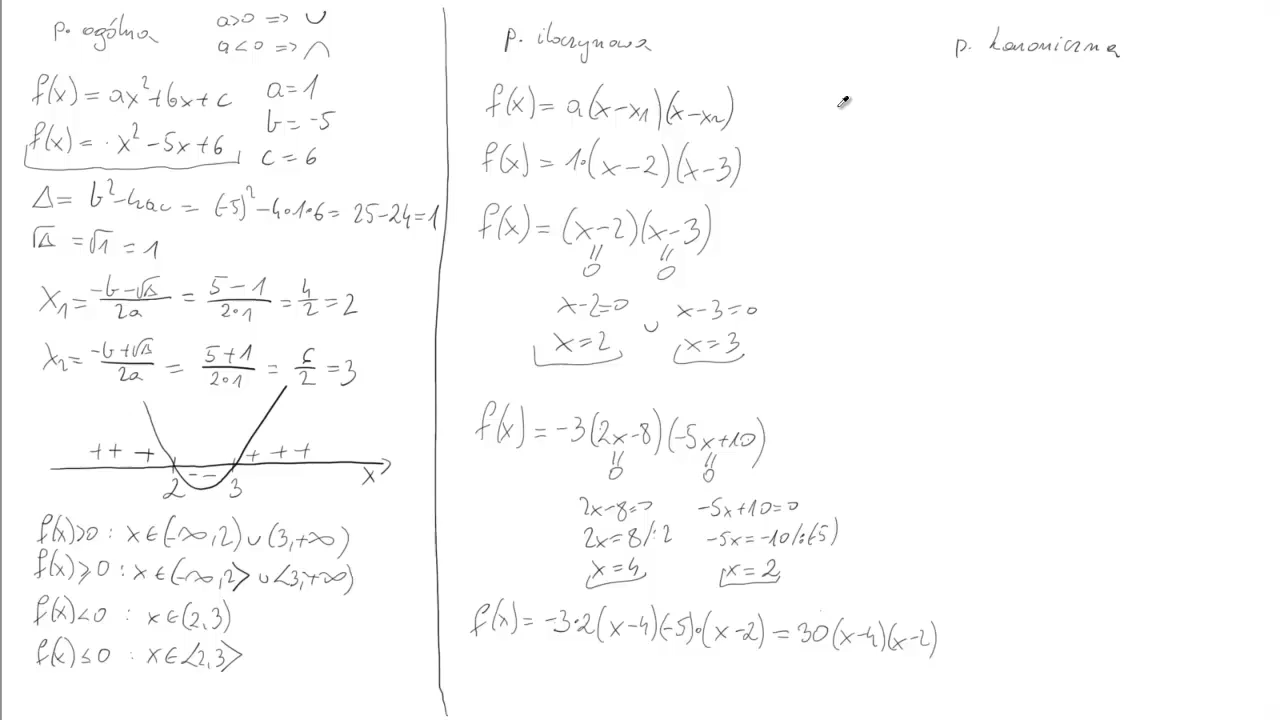 p. ogólna
a>0 => ∪
a<0 => ∩
f(x) = ax²+bx+c
a=1
f(x) = x²-5x+6
b=-5
c=6
Δ= b²-4ac = (-5)²-4·1·6= 25-24=1
√Δ = √1 = 1
x₁= (-b-√Δ)/2a = (5-1)/(2·1) = 4/2 = 2
x₂= (-b+√Δ)/2a = (5+1)/(2·1) = 6/2 = 3
++ + + ++
-- 
2 3 x
f(x)>0 : x∈(-∞,2)∪(3,+∞)
f(x)≥0 : x∈(-∞,2>∪<3,+∞)
f(x)<0 : x∈(2,3)
f(x)≤0 : x∈<2,3>
p. iloczynowa
f(x)= a(x-x₁)(x-x₂)
f(x) = 1·(x-2)(x-3)
f(x)= (x-2)(x-3)
= =
0 0
x-2=0 ∪ x-3=0
x=2 x=3
f(x) = -3(2x-8)(-5x+10)
= =
0 0
2x-8=0 -5x+10=0
2x=8/:2 -5x=-10/:(-5)
x=4 x=2
f(x)= -3·2(x-4)(-5)·(x-2) = 30(x-4)(x-2)
p. kanoniczna